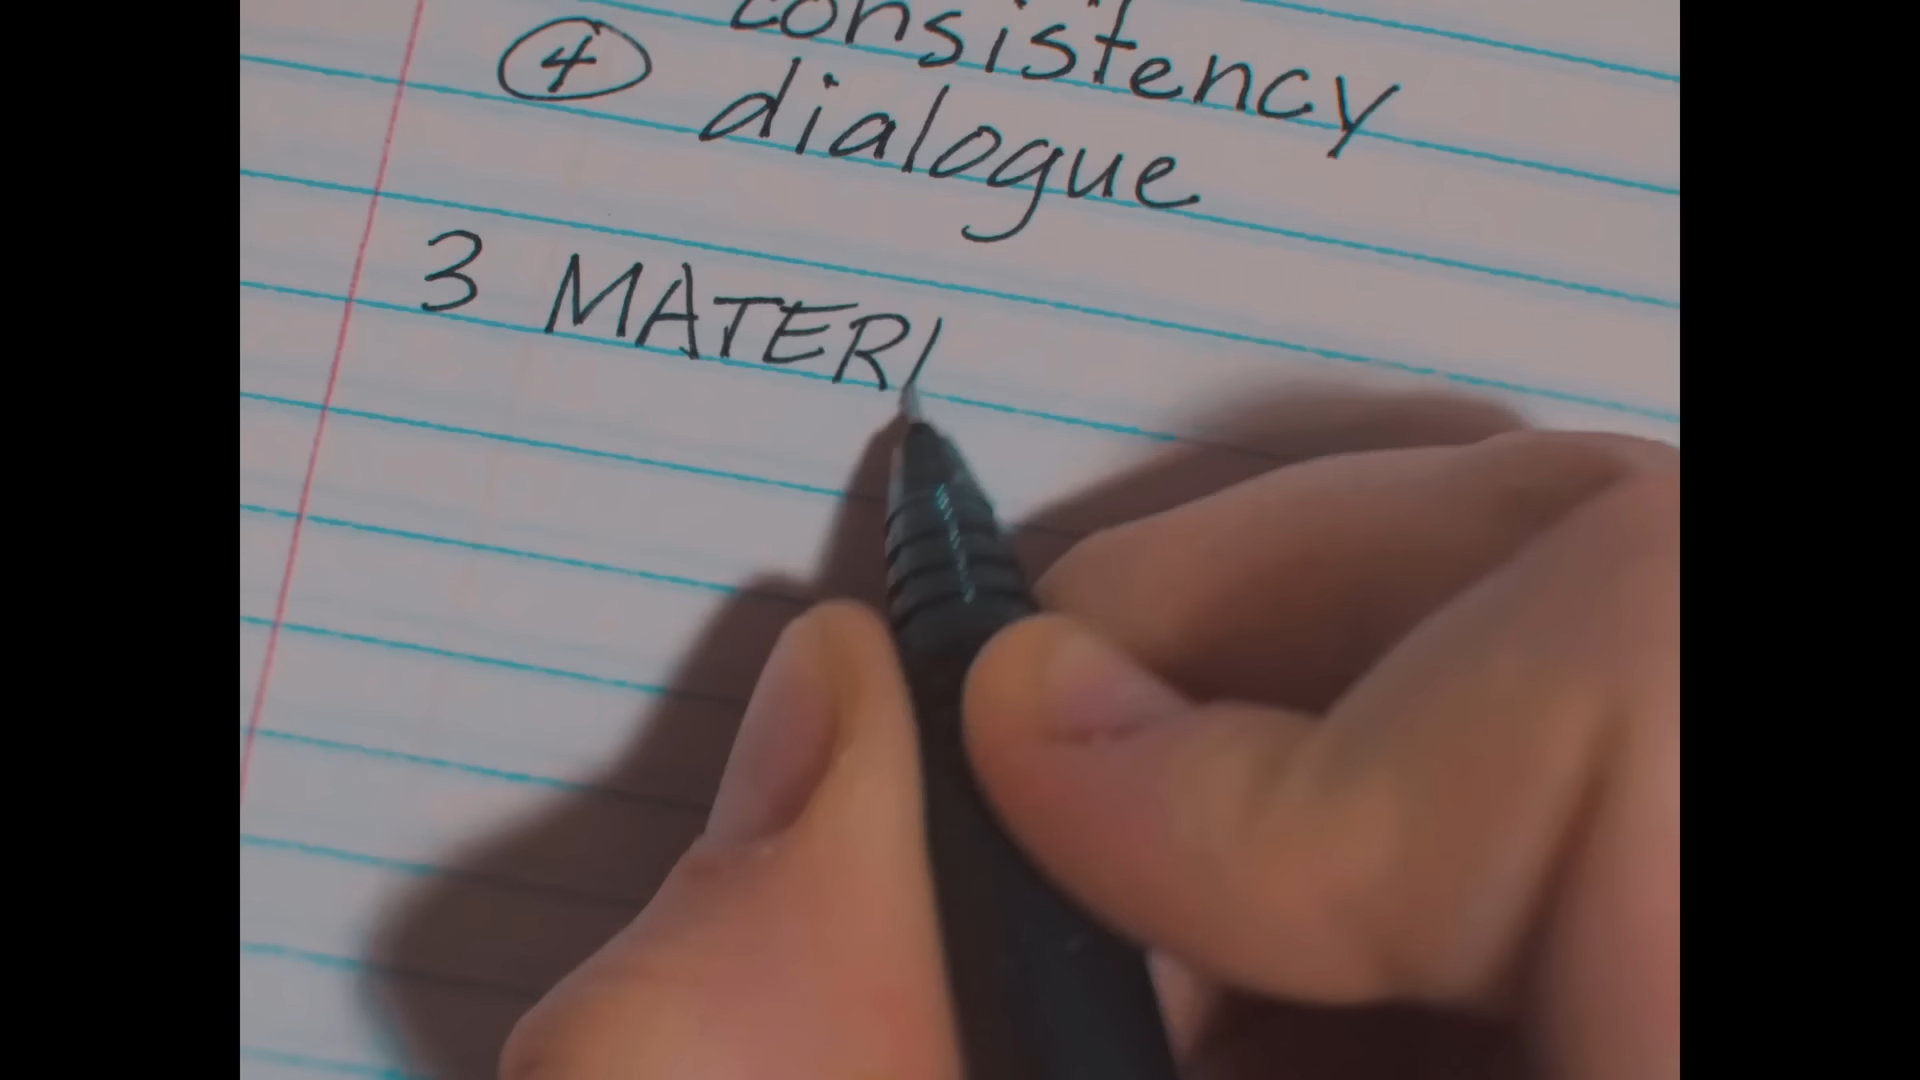 consistency
④ dialogue
3 MATERI